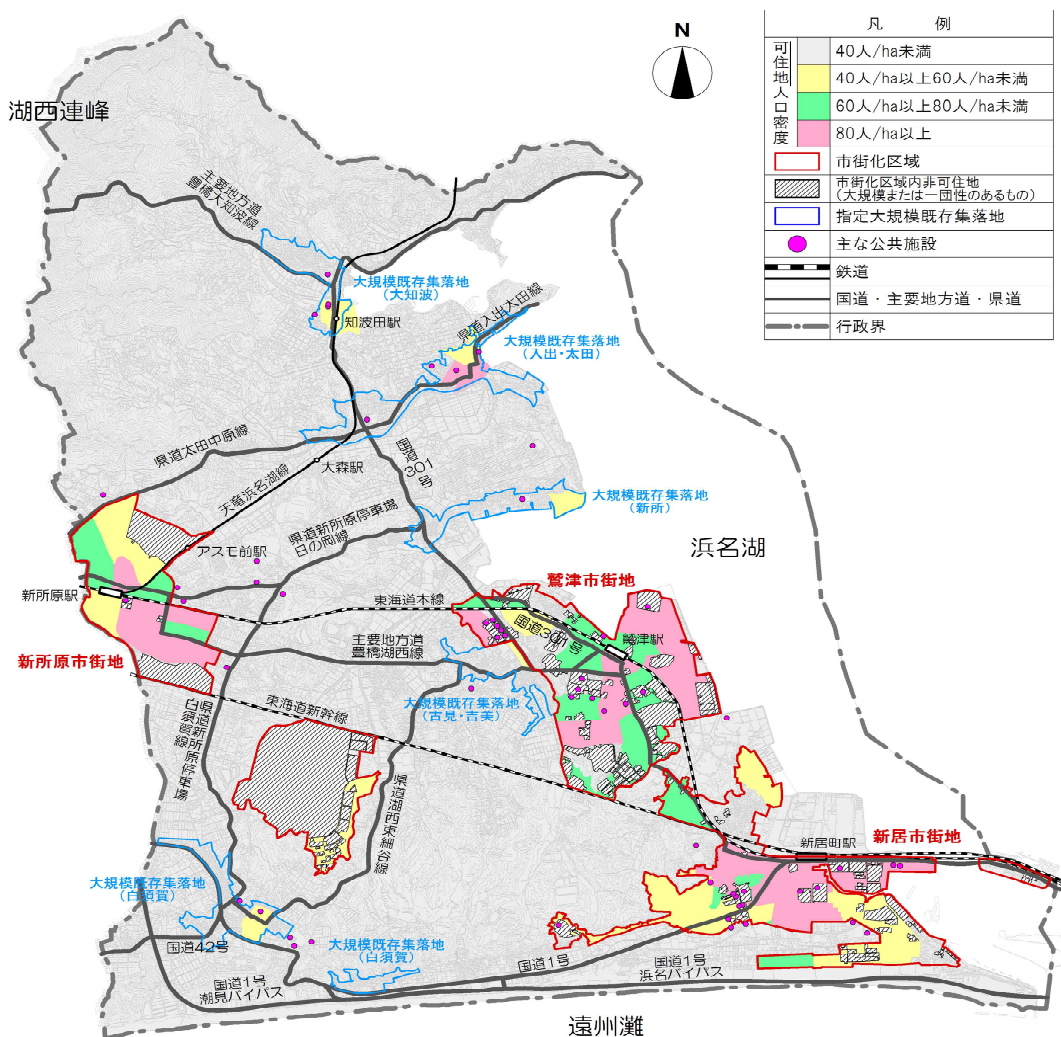 凡 例
可住地人口密度
40人/ha未満
40人/ha以上60人/ha未満
60人/ha以上80人/ha未満
80人/ha以上
市街化区域
市街化区域内非可住地
(大規模または一団性のあるもの)
指定大規模既存集落地
主な公共施設
鉄道
国道・主要地方道・県道
行政界
N
湖西連峰
主要地方道
豊橋大知波線
大規模既存集落地
(大知波)
知波田駅
県道入出太田線
大規模既存集落地
(入出・太田)
県道太田中原線
国道301号
大森駅
天竜浜名湖線
大規模既存集落地
(新所)
県道新所原停車場
日の岡線
アスモ前駅
浜名湖
新所原駅
東海道本線
鷲津市街地
国道301号
鷲津駅
主要地方道
豊橋湖西線
新所原市街地
大規模既存集落地
(古見・吉美)
東海道新幹線
県道新所原停車場
白須賀線
県道湖西東細谷線
新居町駅
新居市街地
大規模既存集落地
(白須賀)
国道42号
大規模既存集落地
(白須賀)
国道1号
潮見バイパス
国道1号
国道1号
浜名バイパス
遠州灘